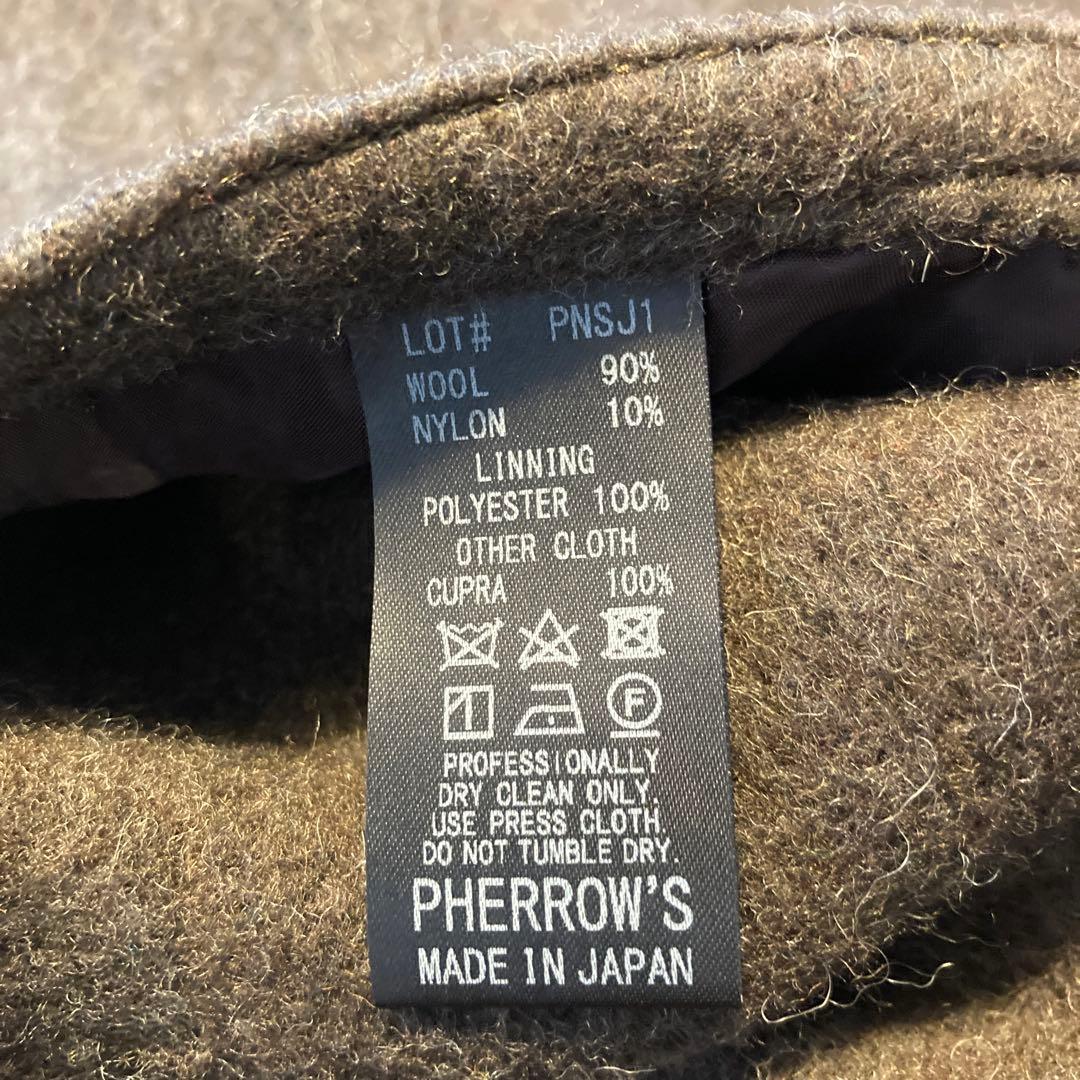 LOT# PNSJ1
WOOL 90%
NYLON 10%
LINNING
POLYESTER 100%
OTHER CLOTH
CUPRA 100%
F
PROFESSIONALLY
DRY CLEAN ONLY.
USE PRESS CLOTH.
DO NOT TUMBLE DRY.
PHERROW'S
MADE IN JAPAN